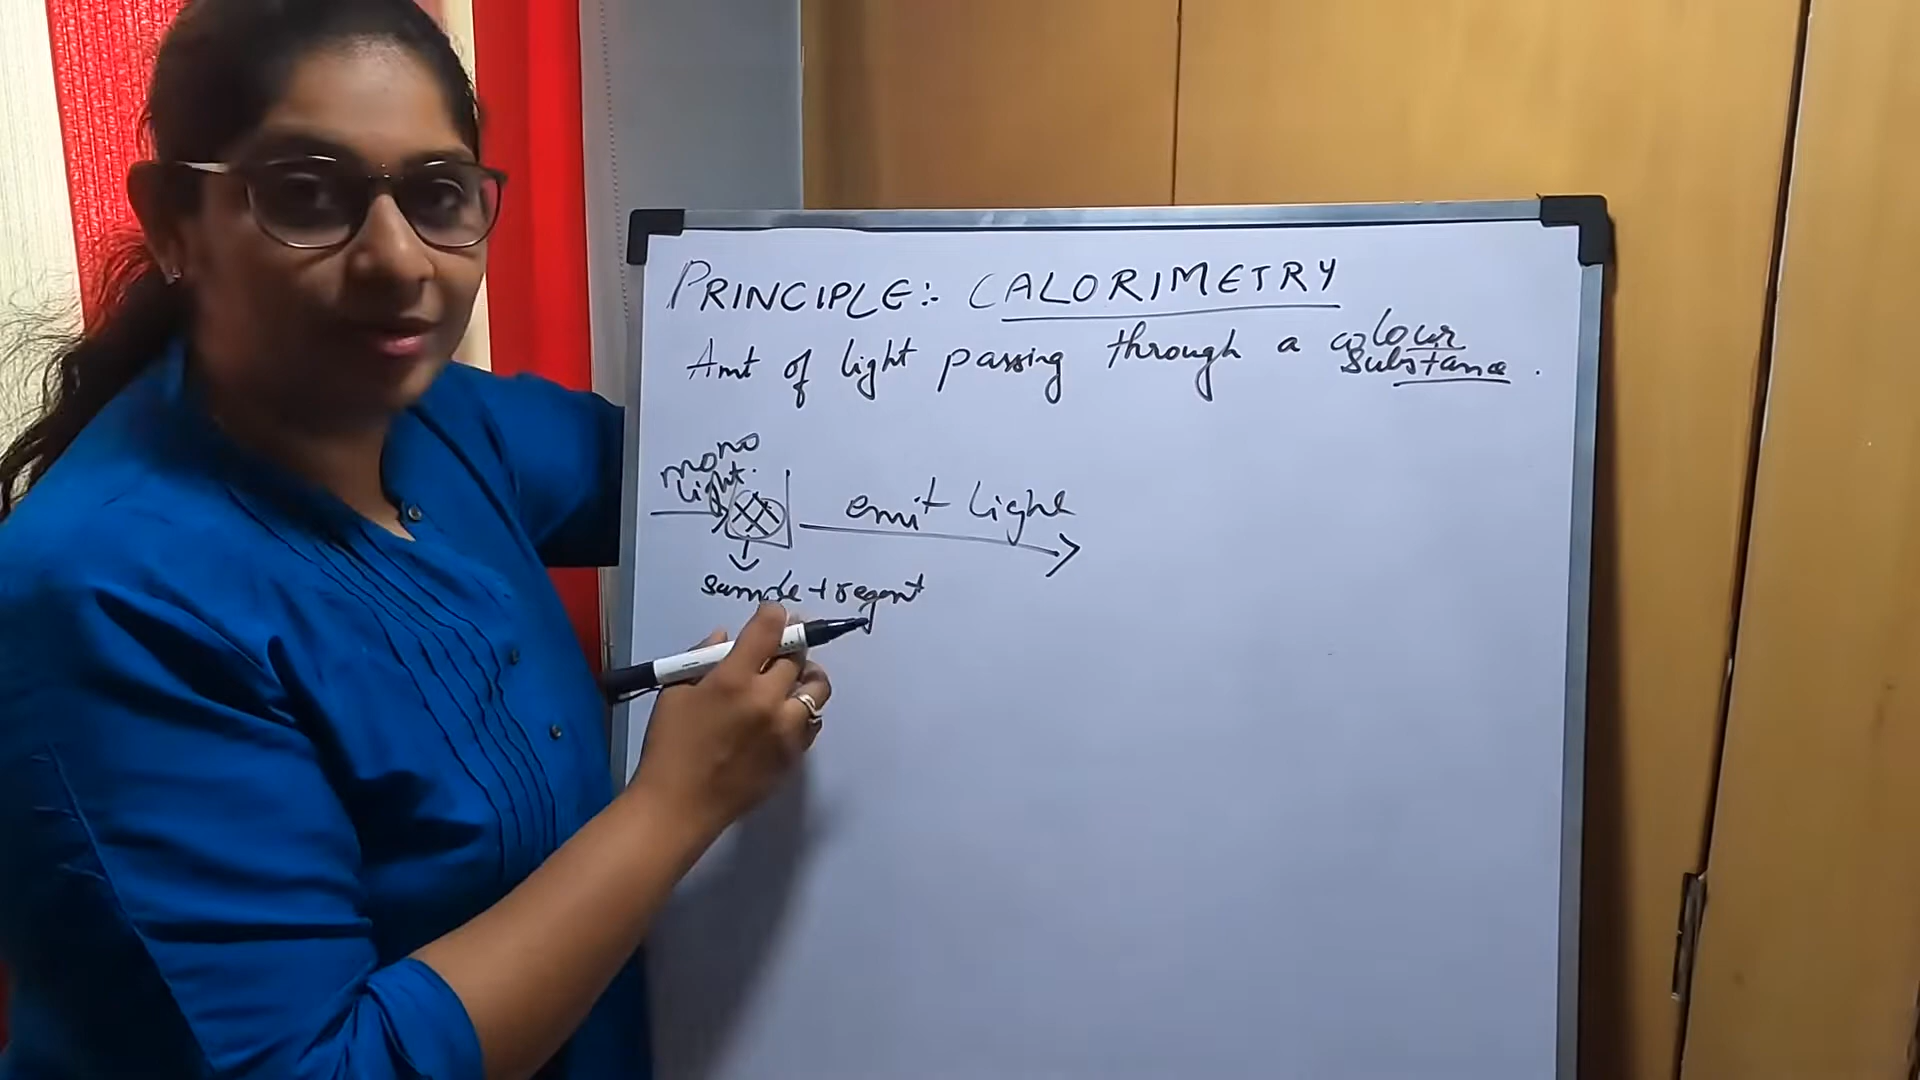 PRINCIPLE:- CALORIMETRY
Amt of light passing through a colour
substance.
mono
light.
emit light
sample + regent